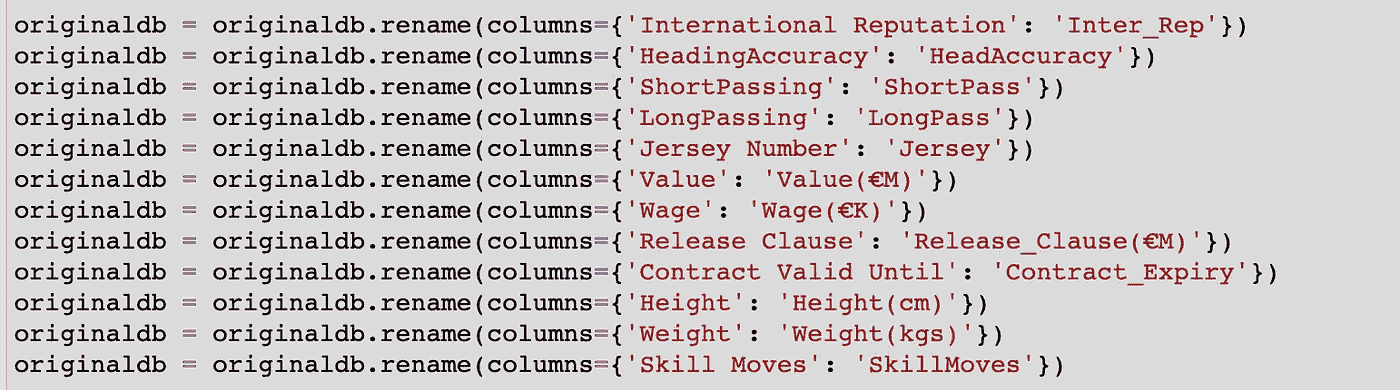 originaldb = originaldb.rename(columns={'International Reputation': 'Inter_Rep'})
originaldb = originaldb.rename(columns={'HeadingAccuracy': 'HeadAccuracy'})
originaldb = originaldb.rename(columns={'ShortPassing': 'ShortPass'})
originaldb = originaldb.rename(columns={'LongPassing': 'LongPass'})
originaldb = originaldb.rename(columns={'Jersey Number': 'Jersey'})
originaldb = originaldb.rename(columns={'Value': 'Value(€M)'})
originaldb = originaldb.rename(columns={'Wage': 'Wage(€K)'})
originaldb = originaldb.rename(columns={'Release Clause': 'Release_Clause(€M)'})
originaldb = originaldb.rename(columns={'Contract Valid Until': 'Contract_Expiry'})
originaldb = originaldb.rename(columns={'Height': 'Height(cm)'})
originaldb = originaldb.rename(columns={'Weight': 'Weight(kgs)'})
originaldb = originaldb.rename(columns={'Skill Moves': 'SkillMoves'})